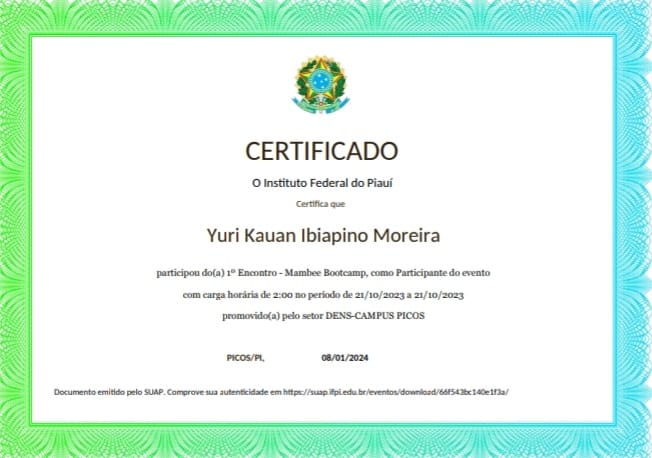 CERTIFICADO
O Instituto Federal do Piauí
Certifica que
Yuri Kauan Ibiapino Moreira
participou do(a) 1º Encontro - Mambee Bootcamp, como Participante do evento
com carga horária de 2:00 no período de 21/10/2023 a 21/10/2023
promovido(a) pelo setor DENS-CAMPUS PICOS
PICOS/PI, 08/01/2024
Documento emitido pelo SUAP. Comprove sua autenticidade em https://suap.ifpi.edu.br/eventos/download/66f543bc140e1f3a/